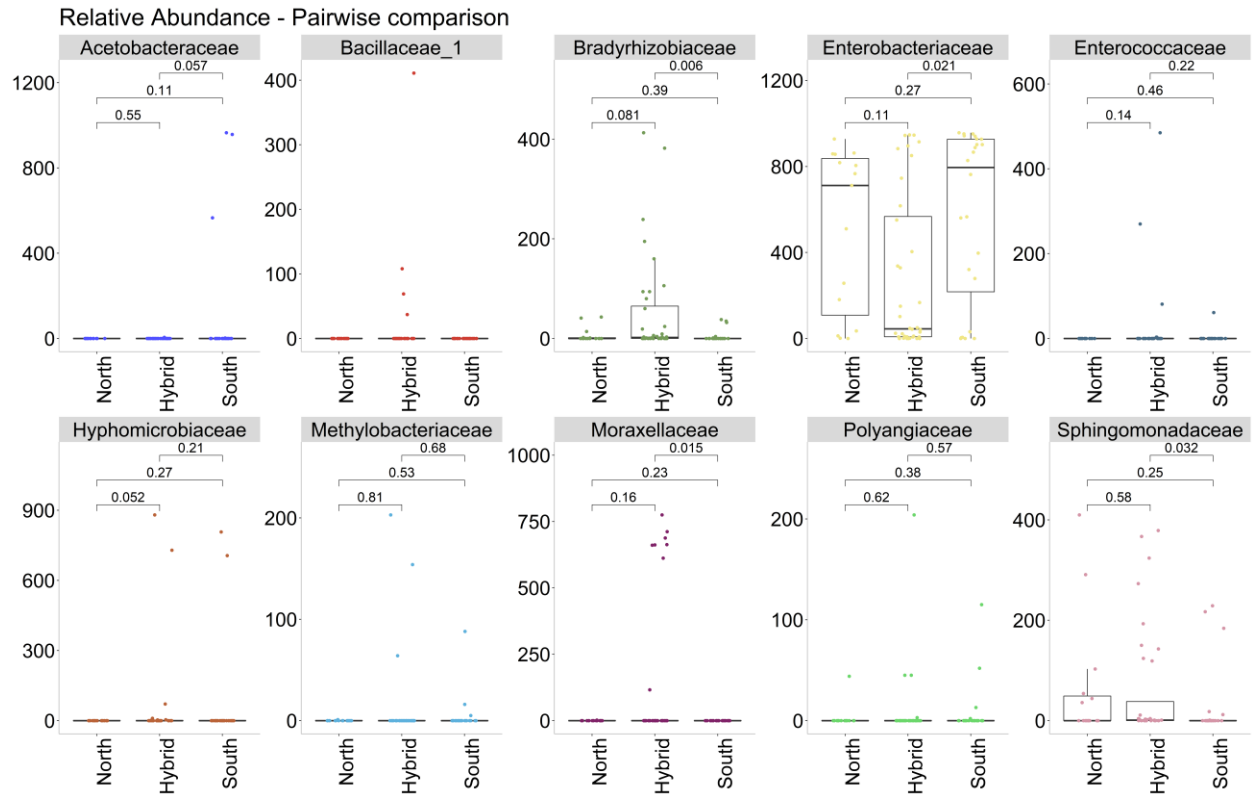 Relative Abundance - Pairwise comparison
Acetobacteraceae
1200
800
400
0
0.057
0.11
0.55
North
Hybrid
South
Bacillaceae_1
400
300
200
100
0
North
Hybrid
South
Bradyrhizobiaceae
400
200
0
0.006
0.39
0.081
North
Hybrid
South
Enterobacteriaceae
1200
800
400
0
0.021
0.27
0.11
North
Hybrid
South
Enterococcaceae
600
400
200
0
0.22
0.46
0.14
North
Hybrid
South
Hyphomicrobiaceae
900
600
300
0
0.21
0.27
0.052
North
Hybrid
South
Methylobacteriaceae
200
100
0
0.68
0.53
0.81
North
Hybrid
South
Moraxellaceae
1000
750
500
250
0
0.015
0.23
0.16
North
Hybrid
South
Polyangiaceae
200
100
0
0.57
0.38
0.62
North
Hybrid
South
Sphingomonadaceae
400
200
0
0.032
0.25
0.58
North
Hybrid
South